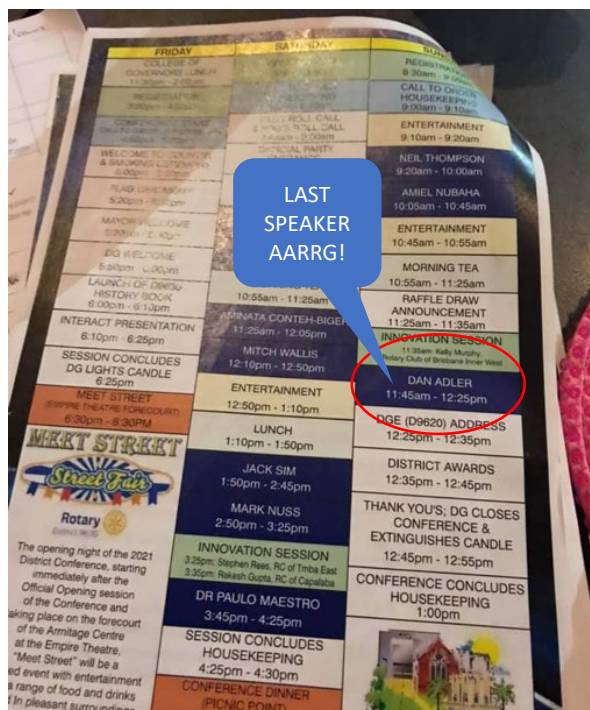 LAST
SPEAKER
AARRG!
FRIDAY
COLLEGE OF
GOVERNORS LUNCH
WELCOME TO COUNTRY
& SMOKING CEREMONY
FLAG CEREMONY
MAYOR WELCOME
DG WELCOME
LAUNCH OF D9630
HISTORY BOOK
6:00pm - 6:10pm
INTERACT PRESENTATION
6:10pm - 6:25pm
SESSION CONCLUDES
DG LIGHTS CANDLE
6:25pm
MEET STREET
(EMPIRE THEATRE FORECOURT)
6:30pm - 8:30PM
MEET STREET
Street Fair
Rotary
The opening night of the 2021
District Conference, starting
immediately after the
Official Opening session
of the Conference and
taking place on the forecourt
of the Armitage Centre
at the Empire Theatre,
"Meet Street" will be a
ed event with entertainment
a range of food and drinks
d In pleasant
SATURDAY
ROLL CALL
OFFICIAL PARTY
10:55am - 11:25am
AMINATA CONTEH-BIGER
11:25am - 12:05pm
MITCH WALLIS
12:10pm - 12:50pm
ENTERTAINMENT
12:50pm - 1:10pm
LUNCH
1:10pm - 1:50pm
JACK SIM
1:50pm - 2:45pm
MARK NUSS
2:50pm - 3:25pm
INNOVATION SESSION
3:25pm: Stephen Rees, RC of Tmba East
3:35pm: Rakesh Gupta, RC of Capalaba
DR PAULO MAESTRO
3:45pm - 4:25pm
SESSION CONCLUDES
HOUSEKEEPING
4:25pm - 4:30pm
CONFERENCE DINNER
(PICNIC POINT)
SUN
REGISTRATION
8:30am - 9:00
CALL TO ORDER
HOUSEKEEPING
9:00am - 9:10am
ENTERTAINMENT
9:10am - 9:20am
NEIL THOMPSON
9:20am - 10:00am
AMIEL NUBAHA
10:05am - 10:45am
ENTERTAINMENT
10:45am - 10:55am
MORNING TEA
10:55am - 11:25am
RAFFLE DRAW
ANNOUNCEMENT
11:25am - 11:35am
INNOVATION SESSION
11:35am: Kelly Murphy,
Rotary Club of Brisbane Inner West
DAN ADLER
11:45am - 12:25pm
DGE (D9620) ADDRESS
12:25pm - 12:35pm
DISTRICT AWARDS
12:35pm - 12:45pm
THANK YOU'S; DG CLOSES
CONFERENCE &
EXTINGUISHES CANDLE
12:45pm - 12:55pm
CONFERENCE CONCLUDES
HOUSEKEEPING
1:00pm